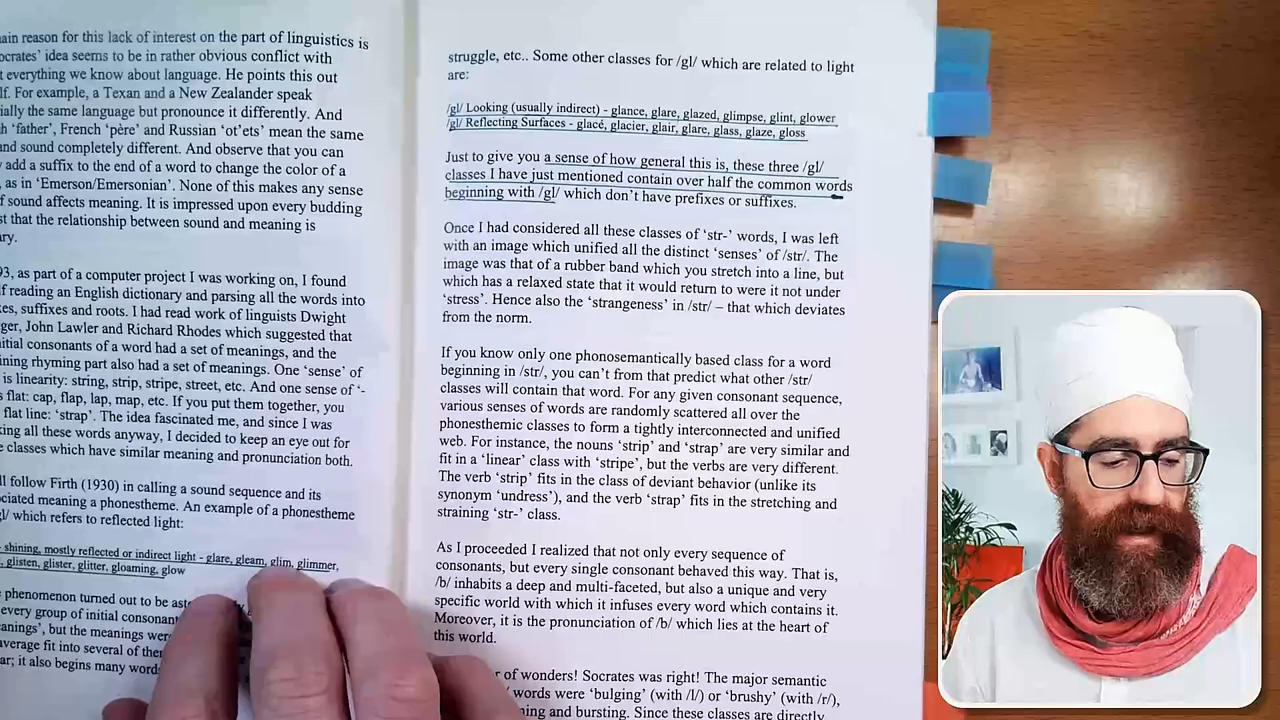 ain reason for this lack of interest on the part of linguistics is
ocrates' idea seems to be in rather obvious conflict with
t everything we know about language. He points this out
lf. For example, a Texan and a New Zealander speak
ially the same language but pronounce it differently. And
h 'father', French 'père' and Russian 'ot'ets' mean the same
nd sound completely different. And observe that you can
add a suffix to the end of a word to change the color of a
, as in 'Emerson/Emersonian'. None of this makes any sense
f sound affects meaning. It is impressed upon every budding
st that the relationship between sound and meaning is
ary.
93, as part of a computer project I was working on, I found
f reading an English dictionary and parsing all the words into
es, suffixes and roots. I had read work of linguists Dwight
ger, John Lawler and Richard Rhodes which suggested that
nitial consonants of a word had a set of meanings, and the
ining rhyming part also had a set of meanings. One 'sense' of
is linearity: string, strip, stripe, street, etc. And one sense of '-
s flat: cap, flap, lap, map, etc. If you put them together, you
flat line: 'strap'. The idea fascinated me, and since I was
king all these words anyway, I decided to keep an eye out for
e classes which have similar meaning and pronunciation both.
ll follow Firth (1930) in calling a sound sequence and its
ociated meaning a phonestheme. An example of a phonestheme
gl/ which refers to reflected light:
- shining, mostly reflected or indirect light - glare, gleam, glim, glimmer,
, glisten, glister, glitter, gloaming, glow
phenomenon turned out to be ast
every group of initial consonant
anings', but the meanings wer
average fit into several of the
ar; it also begins many word
struggle, etc.. Some other classes for /gl/ which are related to light
are:
/gl/ Looking (usually indirect) - glance, glare, glazed, glimpse, glint, glower
/gl/ Reflecting Surfaces - glacé, glacier, glair, glare, glass, glaze, gloss
Just to give you a sense of how general this is, these three /gl/
classes I have just mentioned contain over half the common words
beginning with /gl/ which don't have prefixes or suffixes.
Once I had considered all these classes of 'str-' words, I was left
with an image which unified all the distinct 'senses' of /str/. The
image was that of a rubber band which you stretch into a line, but
which has a relaxed state that it would return to were it not under
'stress'. Hence also the 'strangeness' in /str/ – that which deviates
from the norm.
If you know only one phonosemantically based class for a word
beginning in /str/, you can't from that predict what other /str/
classes will contain that word. For any given consonant sequence,
various senses of words are randomly scattered all over the
phonesthemic classes to form a tightly interconnected and unified
web. For instance, the nouns 'strip' and 'strap' are very similar and
fit in a 'linear' class with 'stripe', but the verbs are very different.
The verb 'strip' fits in the class of deviant behavior (unlike its
synonym 'undress'), and the verb 'strap' fits in the stretching and
straining 'str-' class.
As I proceeded I realized that not only every sequence of
consonants, but every single consonant behaved this way. That is,
/b/ inhabits a deep and multi-faceted, but also a unique and very
specific world with which it infuses every word which contains it.
Moreover, it is the pronunciation of /b/ which lies at the heart of
this world.
of wonders! Socrates was right! The major semantic
words were 'bulging' (with /l/) or 'brushy' (with /r/),
ning and bursting. Since these classes are directly